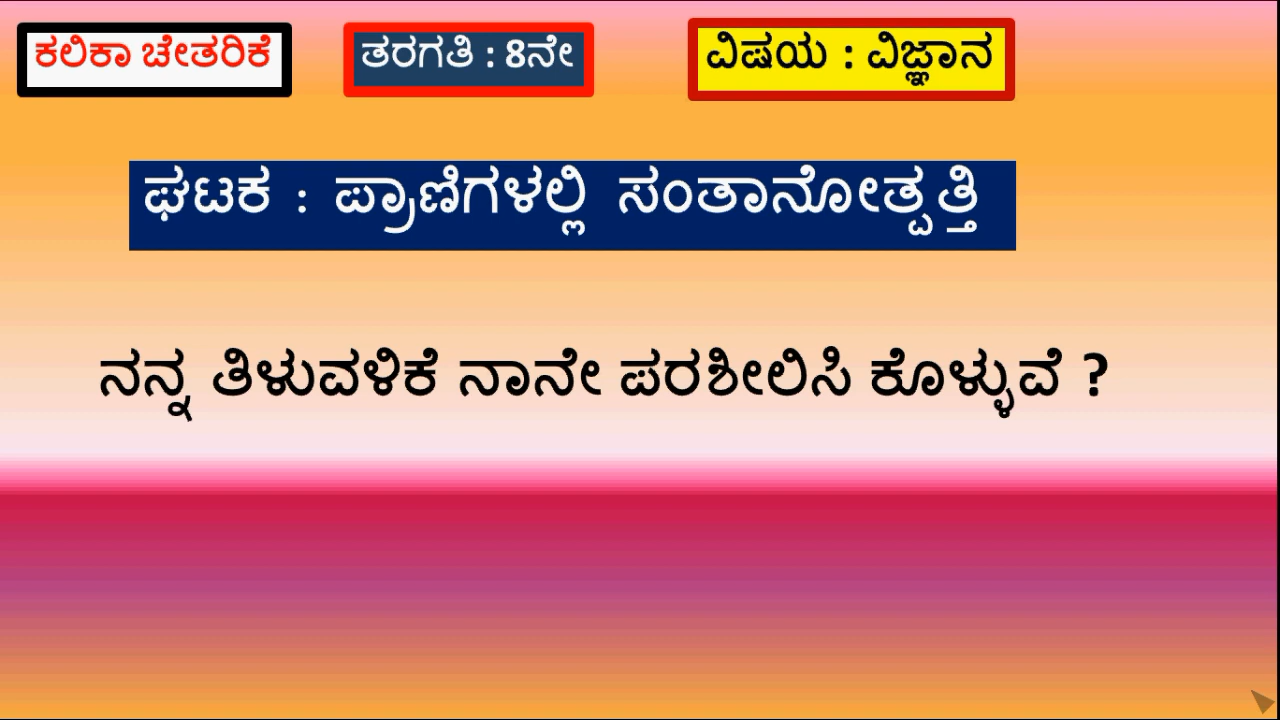 ಕಲಿಕಾ ಚೇತರಿಕೆ
ತರಗತಿ : 8ನೇ
ವಿಷಯ : ವಿಜ್ಞಾನ
ಘಟಕ : ಪ್ರಾಣಿಗಳಲ್ಲಿ ಸಂತಾನೋತ್ಪತ್ತಿ
ನನ್ನ ತಿಳುವಳಿಕೆ ನಾನೇ ಪರಶೀಲಿಸಿ ಕೊಳ್ಳುವೆ ?